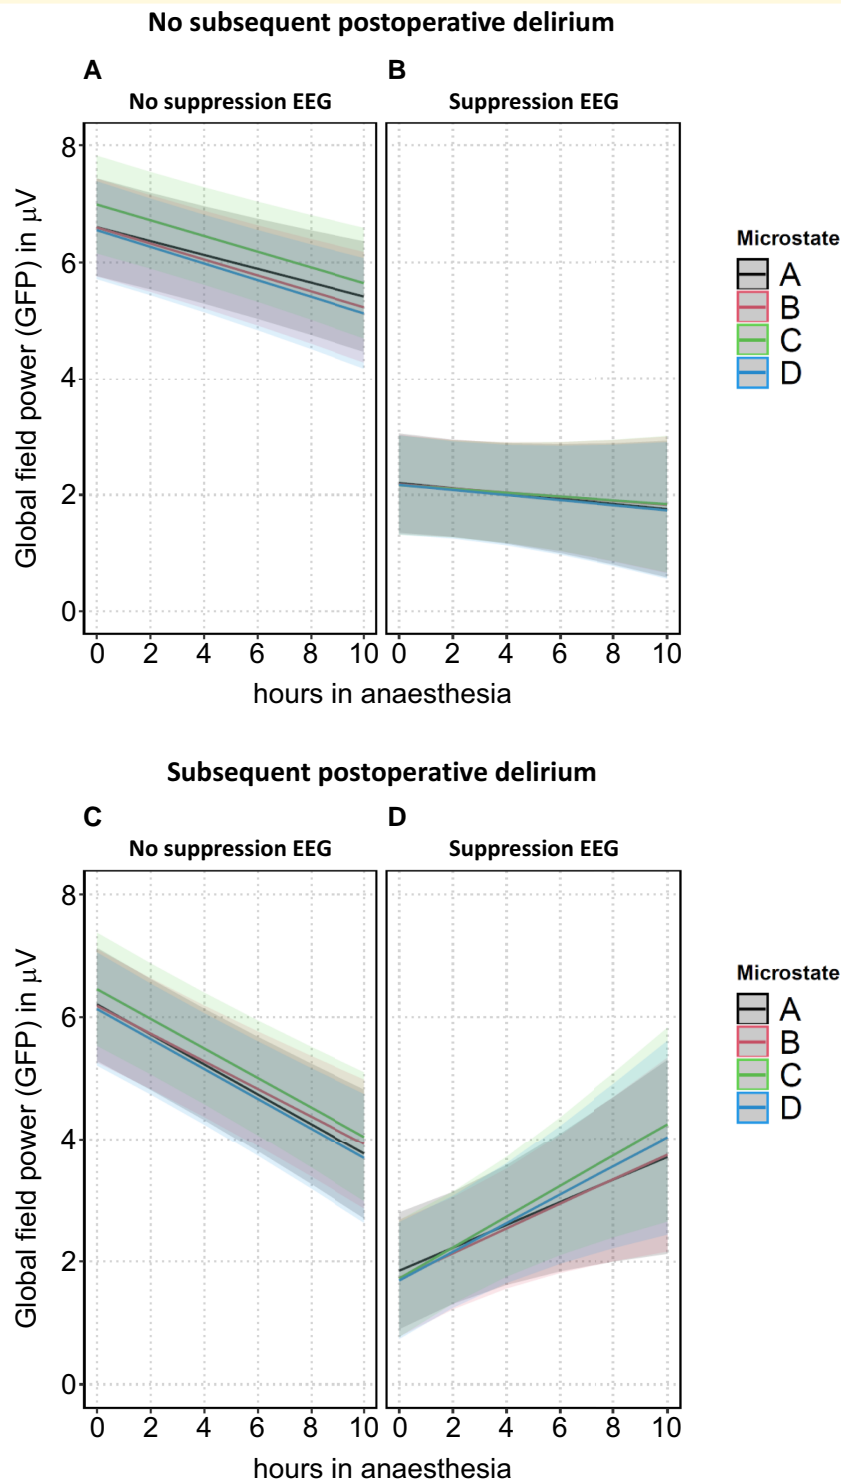 No subsequent postoperative delirium
A B
No suppression EEG Suppression EEG
Global field power (GFP) in μV
8
6
4
2
0
0 2 4 6 8 10 0 2 4 6 8 10
hours in anaesthesia
Microstate
A
B
C
D
Subsequent postoperative delirium
C D
No suppression EEG Suppression EEG
Global field power (GFP) in μV
8
6
4
2
0
0 2 4 6 8 10 0 2 4 6 8 10
hours in anaesthesia
Microstate
A
B
C
D